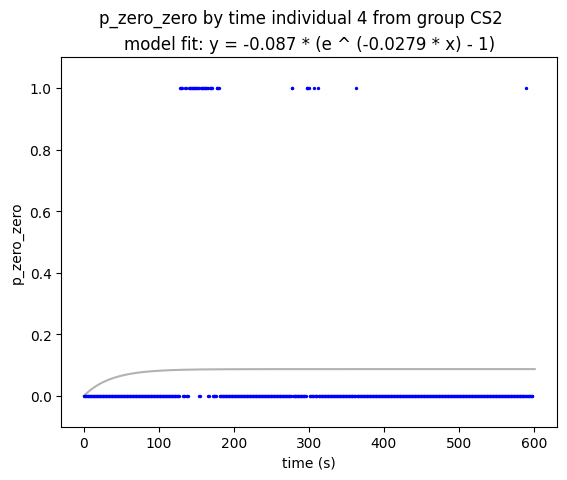 p_zero_zero by time individual 4 from group CS2
model fit: y = -0.087 * (e ^ (-0.0279 * x) - 1)
1.0
0.8
0.6
0.4
0.2
0.0
p_zero_zero
0 100 200 300 400 500 600
time (s)